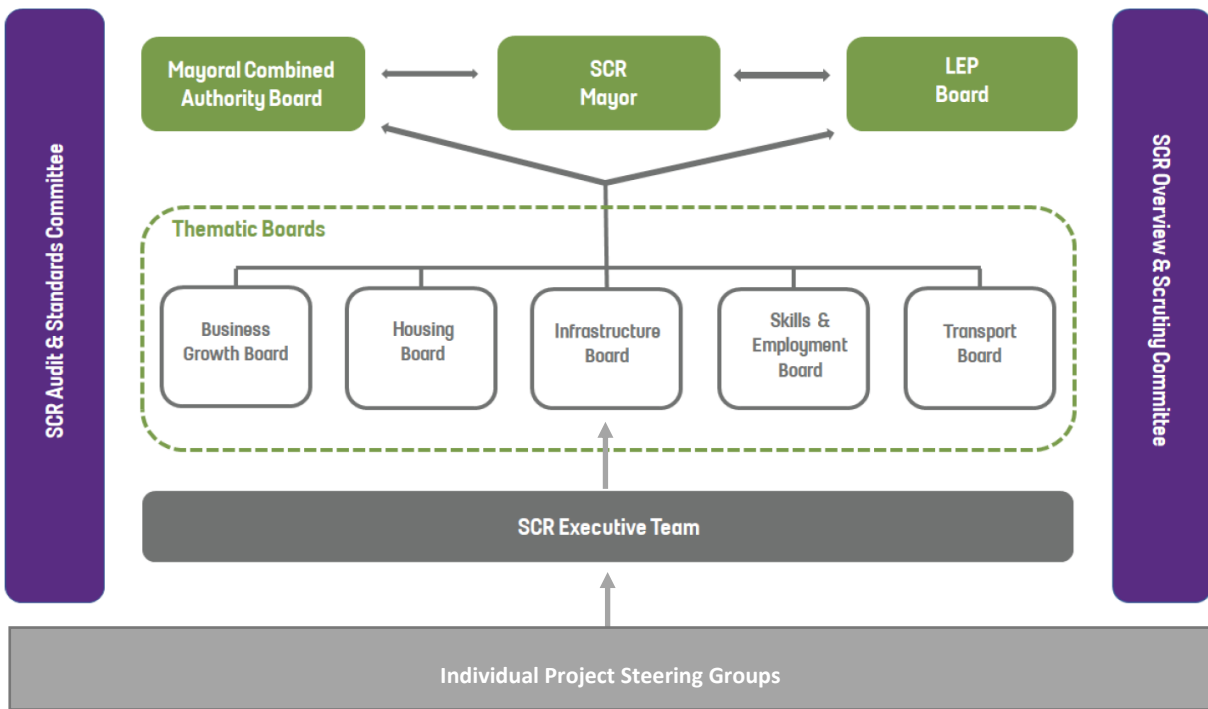 SCR Audit & Standards Committee
Mayoral Combined
Authority Board
SCR
Mayor
LEP
Board
SCR Overview & Scrutiny Committee
Thematic Boards
Business
Growth Board
Housing
Board
Infrastructure
Board
Skills &
Employment
Board
Transport
Board
SCR Executive Team
Individual Project Steering Groups